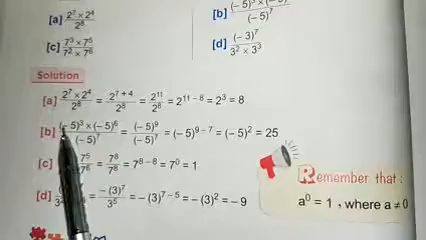 [a] 2⁷ × 2⁴ / 2⁸
[b] (– 5)³ × (– 5)⁶ / (– 5)⁷
[c] 7³ × 7⁵ / 7² × 7⁶
[d] (– 3)⁷ / 3² × 3³
Solution
[a] 2⁷ × 2⁴ / 2⁸ = 2⁷ ⁺ ⁴ / 2⁸ = 2¹¹ / 2⁸ = 2¹¹ ⁻ ⁸ = 2³ = 8
[b] (– 5)³ × (– 5)⁶ / (– 5)⁷ = (– 5)⁹ / (– 5)⁷ = (– 5)⁹ ⁻ ⁷ = (– 5)² = 25
[c] 7⁵ / 7⁶ = 7⁸ / 7⁸ = 7⁸ ⁻ ⁸ = 7⁰ = 1
[d] = – (3)⁷ / 3⁵ = – (3)⁷ ⁻ ⁵ = – (3)² = – 9
Remember that :
a⁰ = 1 , where a ≠ 0